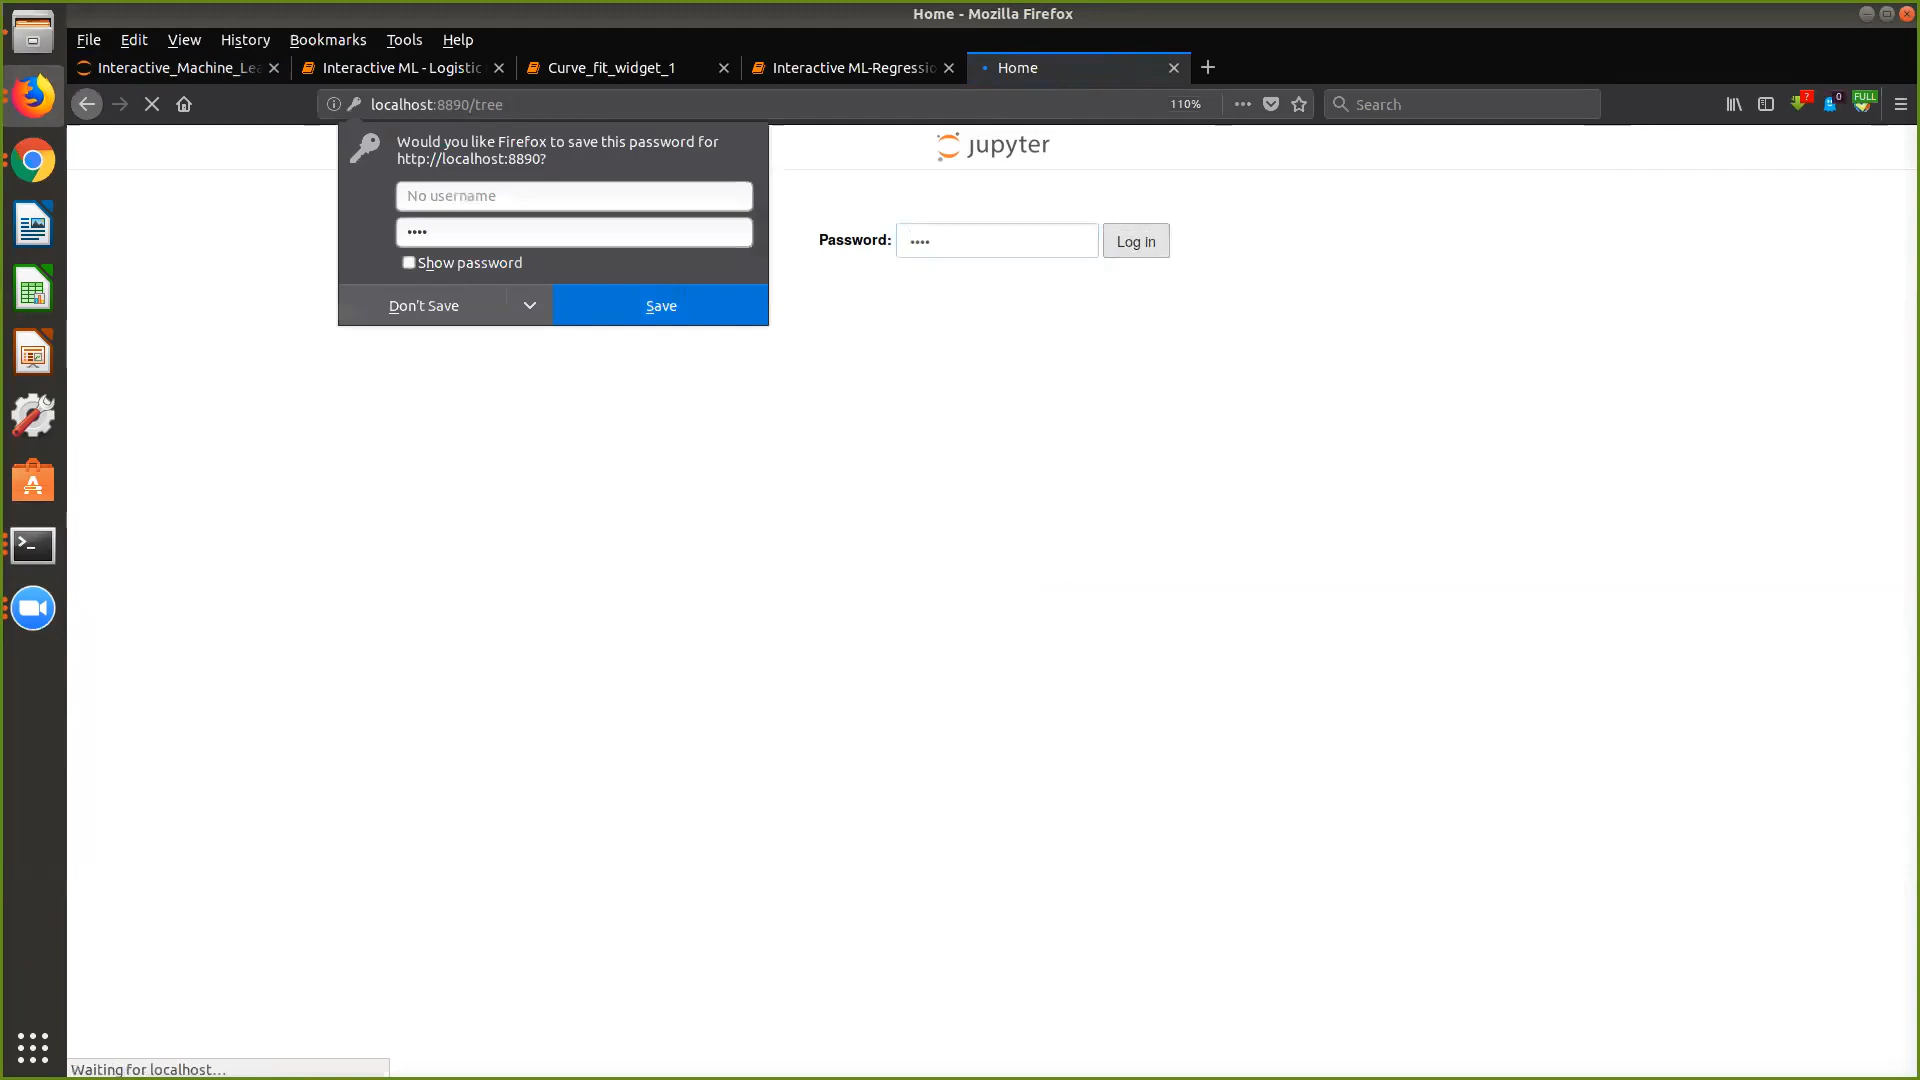 Home - Mozilla Firefox
File Edit View History Bookmarks Tools Help
Interactive_Machine_Lea Interactive ML - Logistic Curve_fit_widget_1 Interactive ML-Regressio Home
localhost:8890/tree 110% Search ? 0 FULL
Would you like Firefox to save this password for
http://localhost:8890?
jupyter
No username
••••
Password: •••• Log in
Show password
Don't Save Save
Waiting for localhost…